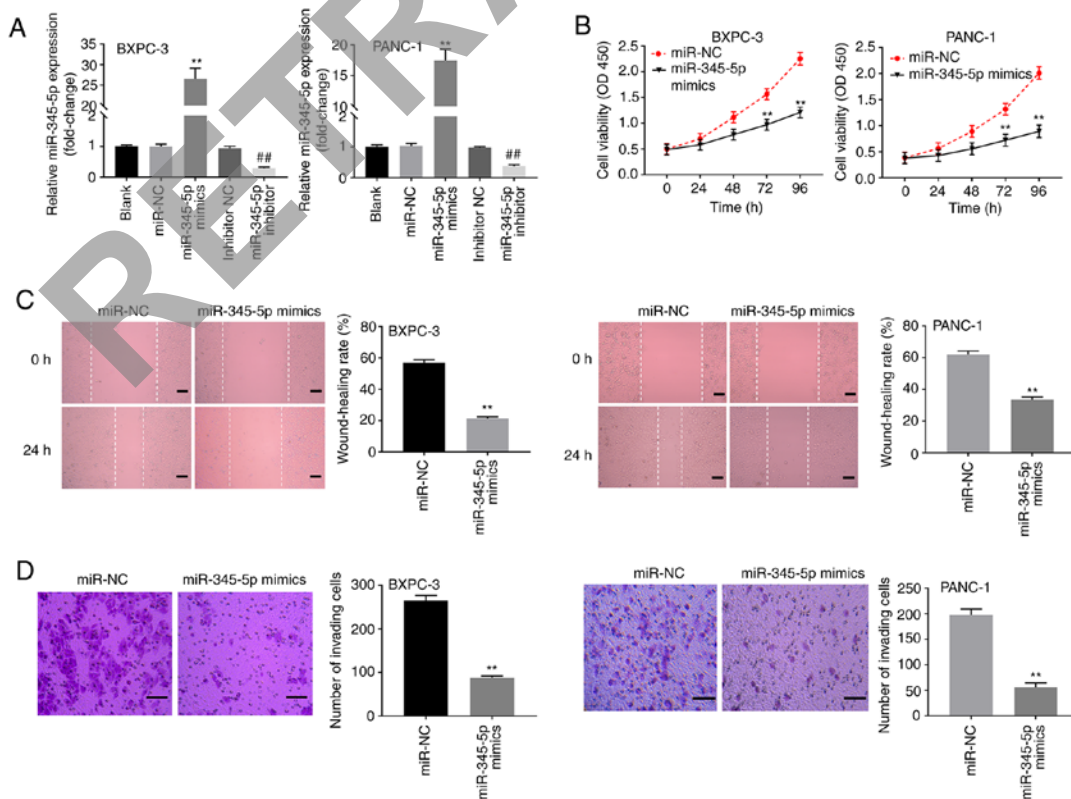 A
Relative miR-345-5p expression
(fold-change)
BXPC-3
35
30
25
20
2
1
0
**
##
Blank
miR-NC
miR-345-5p
mimics
Inhibitor NC
miR-345-5p
inhibitor
Relative miR-345-5p expression
(fold-change)
PANC-1
20
15
10
2
1
0
**
##
Blank
miR-NC
miR-345-5p
mimics
Inhibitor NC
miR-345-5p
inhibitor
RETRA
B
BXPC-3
Cell viability (OD 450)
2.5
2.0
1.5
1.0
0.5
0.0
miR-NC
miR-345-5p
mimics
**
**
0 24 48 72 96
Time (h)
PANC-1
Cell viability (OD 450)
2.5
2.0
1.5
1.0
0.5
0.0
miR-NC
miR-345-5p mimics
**
**
0 24 48 72 96
Time (h)
C
miR-NC miR-345-5p mimics
0 h
24 h
Wound-healing rate (%)
BXPC-3
80
60
40
20
0
**
miR-NC
miR-345-5p
mimics
miR-NC miR-345-5p mimics
0 h
24 h
Wound-healing rate (%)
PANC-1
80
60
40
20
0
**
miR-NC
miR-345-5p
mimics
D
miR-NC miR-345-5p mimics
Number of invading cells
BXPC-3
300
200
100
0
**
miR-NC
miR-345-5p
mimics
miR-NC miR-345-5p mimics
Number of invading cells
PANC-1
250
200
150
100
50
0
**
miR-NC
miR-345-5p
mimics